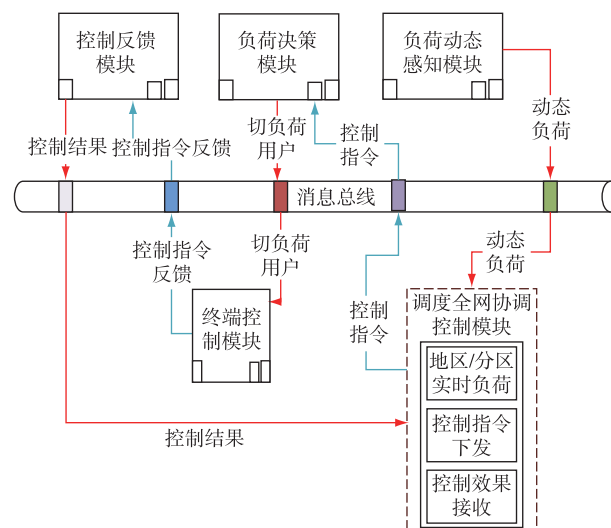 控制反馈
模块
负荷决策
模块
负荷动态
感知模块
控制结果
控制指令反馈
切负荷
用户
控制
指令
动态
负荷
消息总线
控制指令
反馈
切负荷
用户
动态
负荷
终端控
制模块
控制
指令
调度全网协调
控制模块
地区/分区
实时负荷
控制指令
下发
控制效果
接收
控制结果